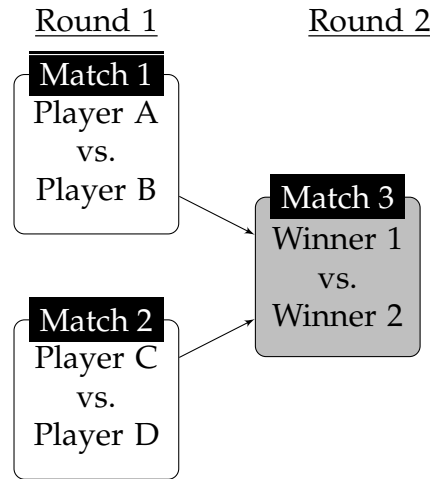 Round 1
Round 2
Match 1
Player A
vs.
Player B
Match 2
Player C
vs.
Player D
Match 3
Winner 1
vs.
Winner 2